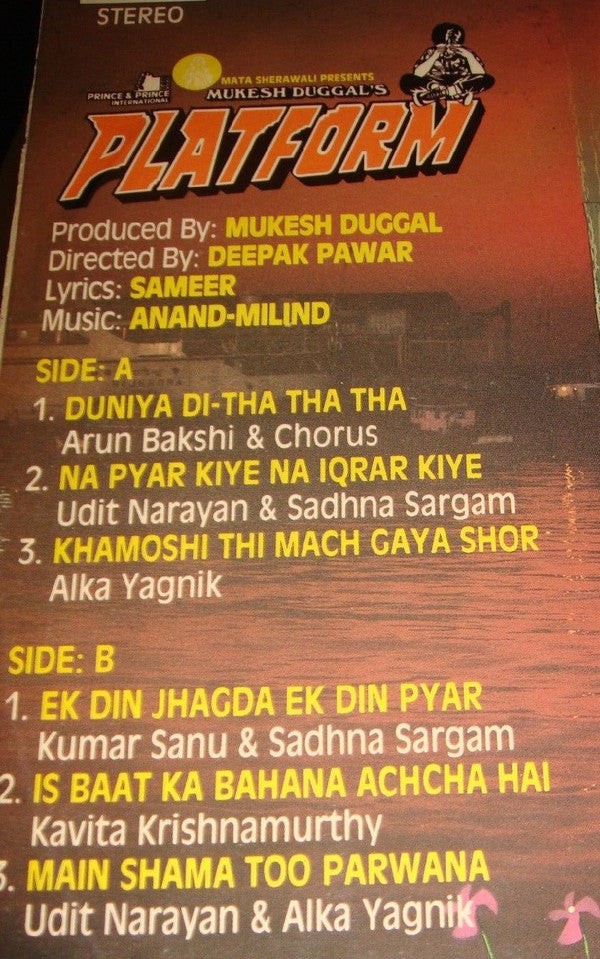 STEREO
PRINCE & PRINCE
INTERNATIONAL
MATA SHERAWALI PRESENTS
MUKESH DUGGAL'S
PLATFORM
Produced By: MUKESH DUGGAL
Directed By: DEEPAK PAWAR
Lyrics: SAMEER
Music: ANAND-MILIND
SIDE: A
1. DUNIYA DI-THA THA THA
Arun Bakshi & Chorus
2. NA PYAR KIYE NA IQRAR KIYE
Udit Narayan & Sadhna Sargam
3. KHAMOSHI THI MACH GAYA SHOR
Alka Yagnik
SIDE: B
1. EK DIN JHAGDA EK DIN PYAR
Kumar Sanu & Sadhna Sargam
2. IS BAAT KA BAHANA ACHCHA HAI
Kavita Krishnamurthy
3. MAIN SHAMA TOO PARWANA
Udit Narayan & Alka Yagnik